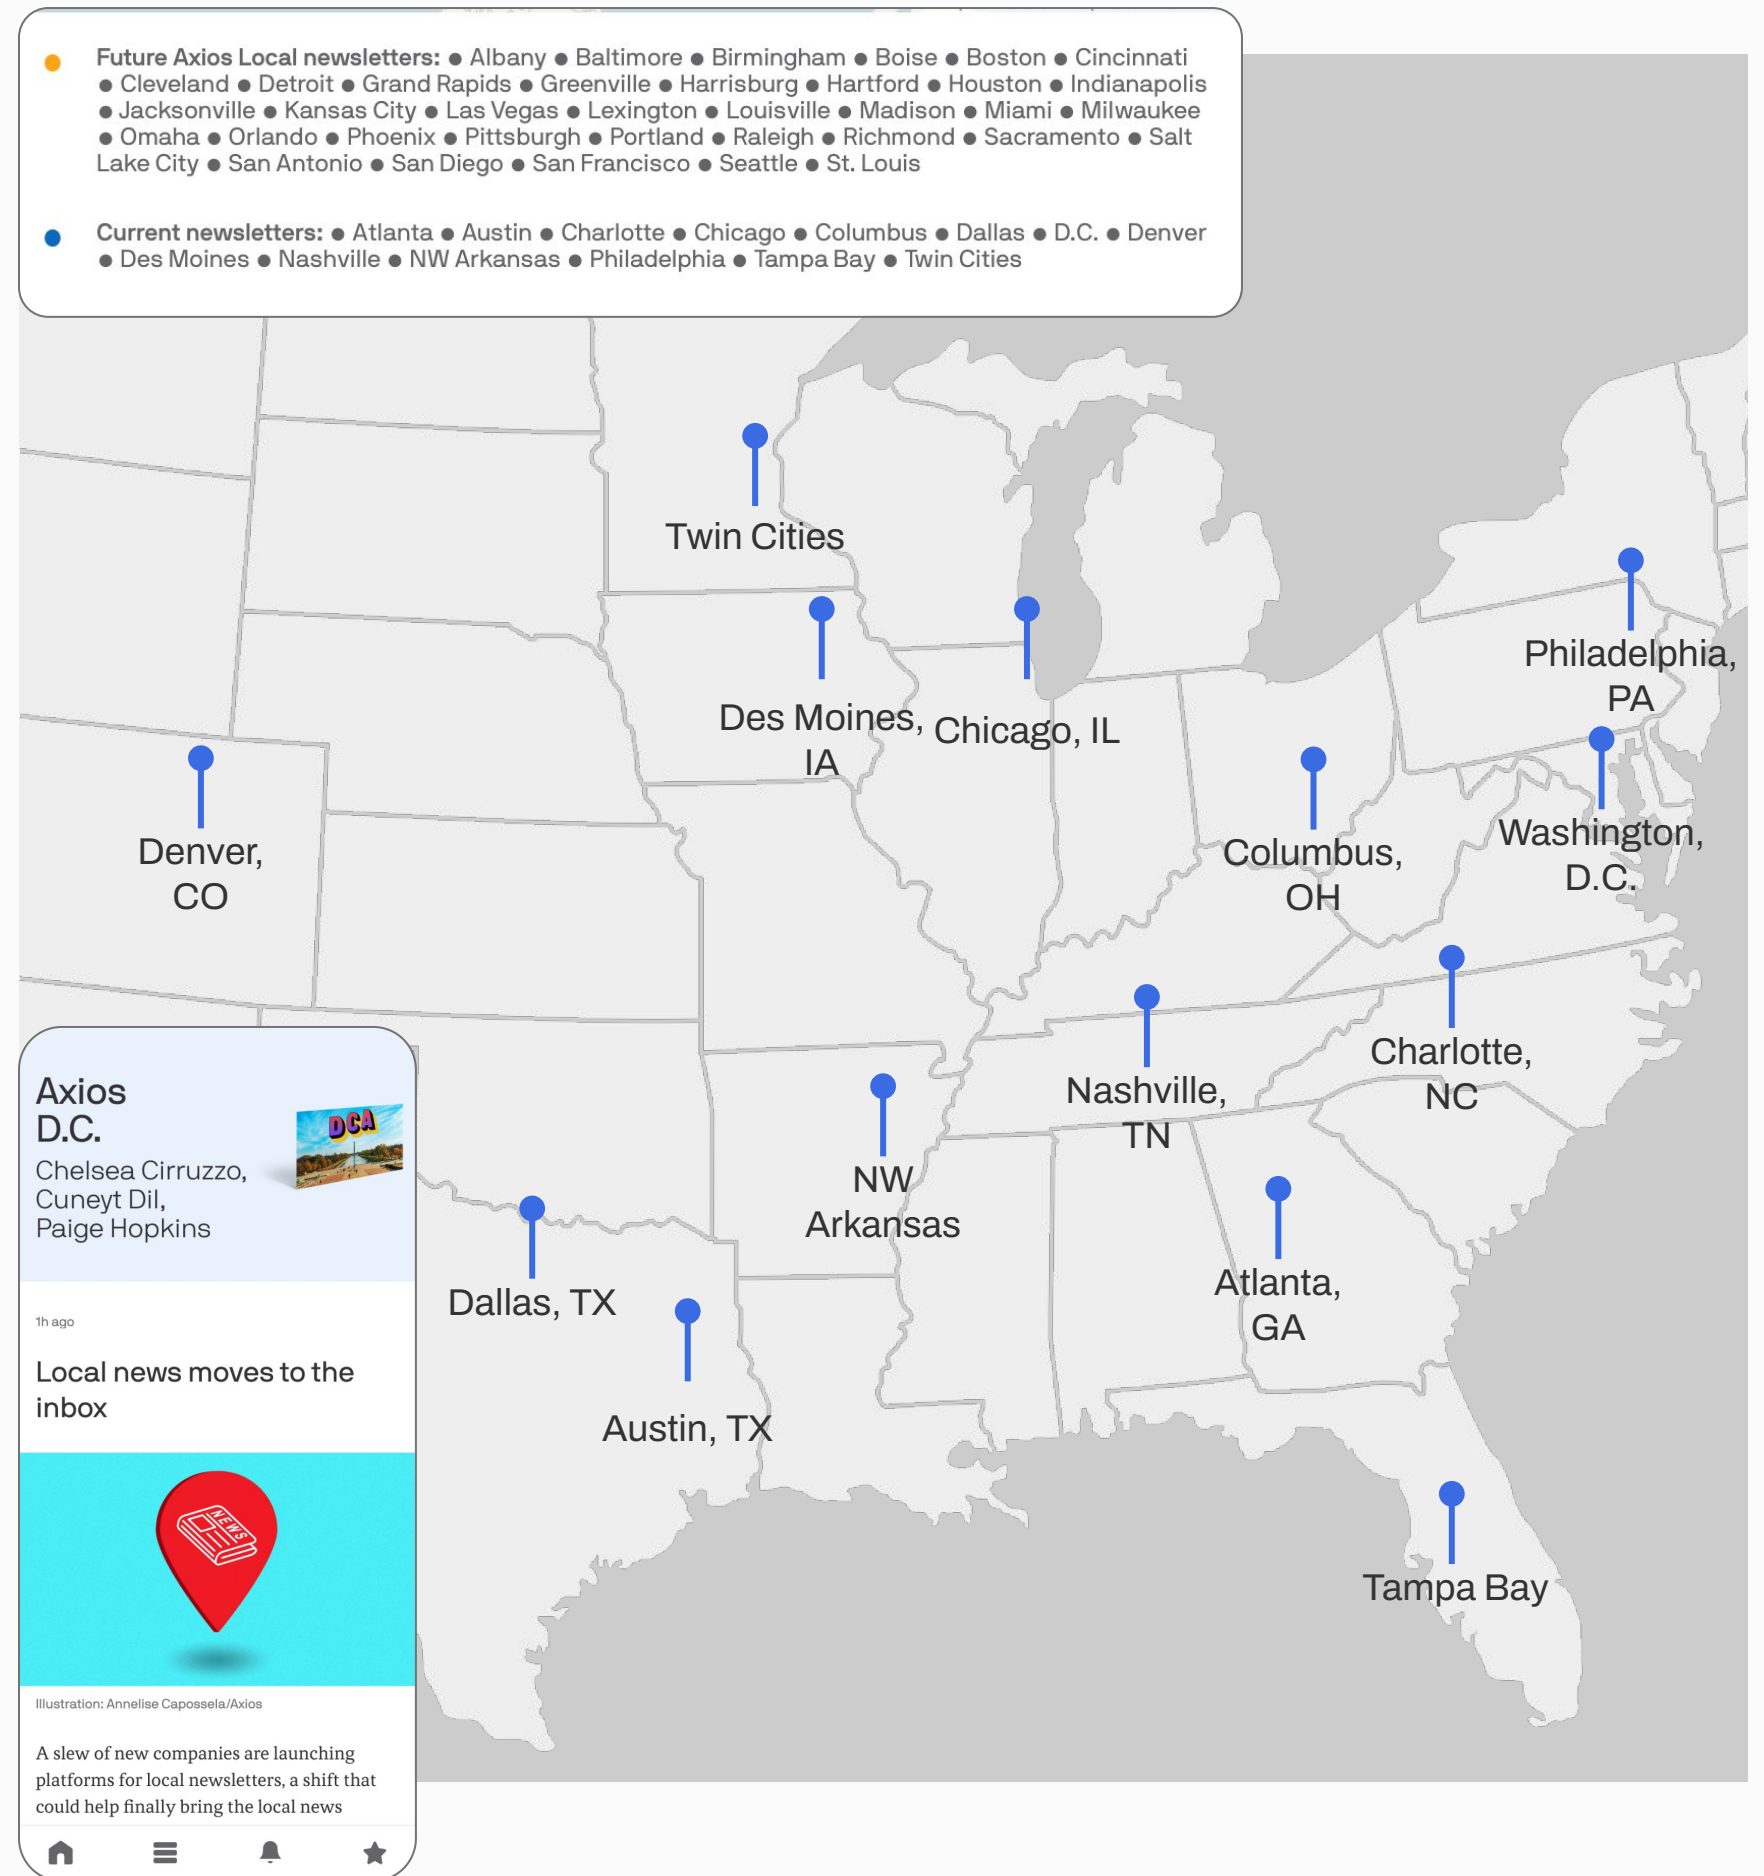 Future Axios Local newsletters: ● Albany ● Baltimore ● Birmingham ● Boise ● Boston ● Cincinnati
● Cleveland ● Detroit ● Grand Rapids ● Greenville ● Harrisburg ● Hartford ● Houston ● Indianapolis
● Jacksonville ● Kansas City ● Las Vegas ● Lexington ● Louisville ● Madison ● Miami ● Milwaukee
● Omaha ● Orlando ● Phoenix ● Pittsburgh ● Portland ● Raleigh ● Richmond ● Sacramento ● Salt
Lake City ● San Antonio ● San Diego ● San Francisco ● Seattle ● St. Louis
Current newsletters: ● Atlanta ● Austin ● Charlotte ● Chicago ● Columbus ● Dallas ● D.C. ● Denver
● Des Moines ● Nashville ● NW Arkansas ● Philadelphia ● Tampa Bay ● Twin Cities
Twin Cities
Philadelphia,
PA
Des Moines,
IA
Chicago, IL
Denver,
CO
Columbus,
OH
Washington,
D.C.
Nashville,
TN
Charlotte,
NC
NW
Arkansas
Dallas, TX
Atlanta,
GA
Austin, TX
Tampa Bay
Axios
D.C.
Chelsea Cirruzzo,
Cuneyt Dil,
Paige Hopkins
DCA
1h ago
Local news moves to the
inbox
NEWS
Illustration: Annelise Capossela/Axios
A slew of new companies are launching
platforms for local newsletters, a shift that
could help finally bring the local news